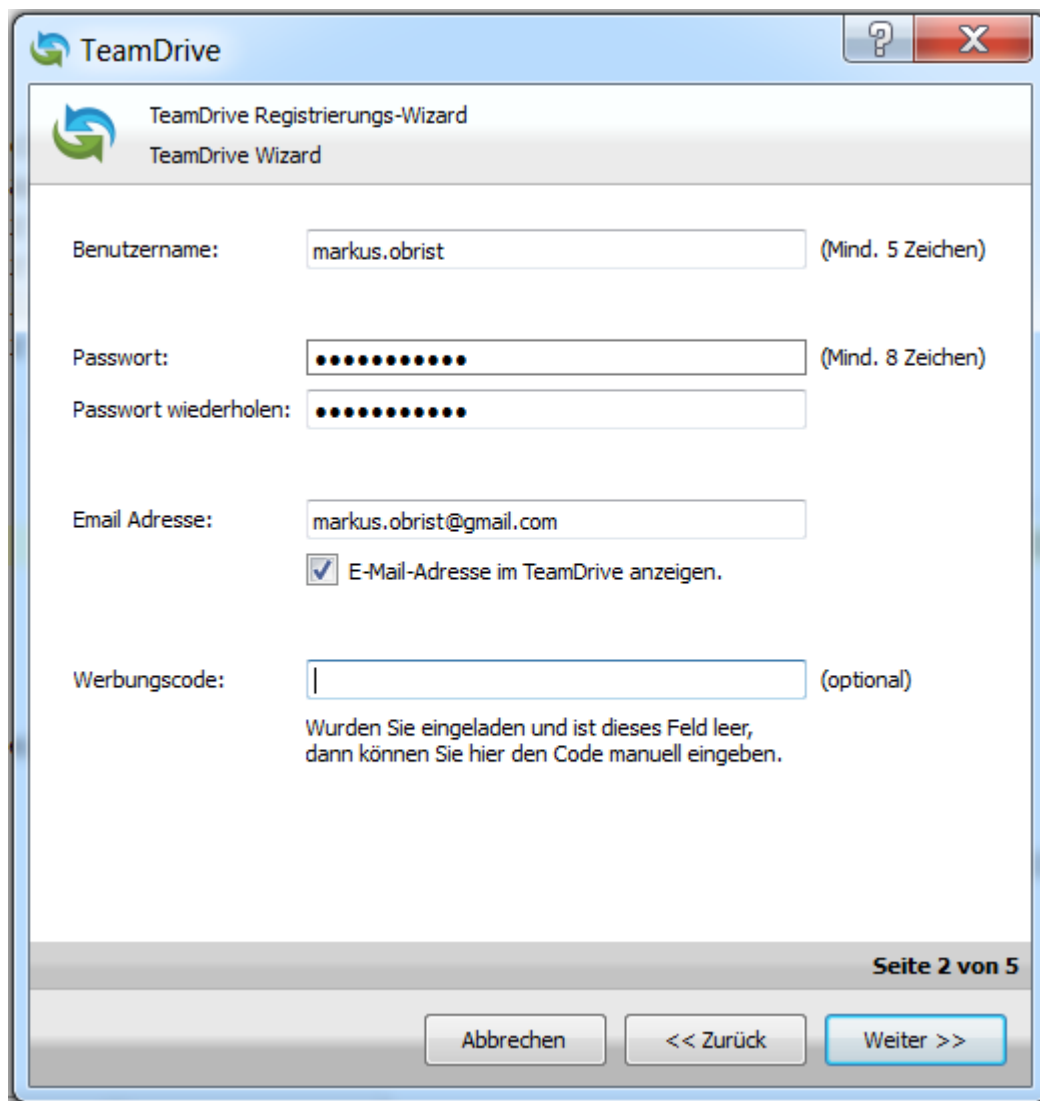 TeamDrive
TeamDrive Registrierungs-Wizard
TeamDrive Wizard
Benutzername: markus.obrist (Mind. 5 Zeichen)
Passwort: ●●●●●●●●●●● (Mind. 8 Zeichen)
Passwort wiederholen: ●●●●●●●●●●●
Email Adresse: markus.obrist@gmail.com
E-Mail-Adresse im TeamDrive anzeigen.
Werbungscode: (optional)
Wurden Sie eingeladen und ist dieses Feld leer,
dann können Sie hier den Code manuell eingeben.
Seite 2 von 5
Abbrechen << Zurück Weiter >>